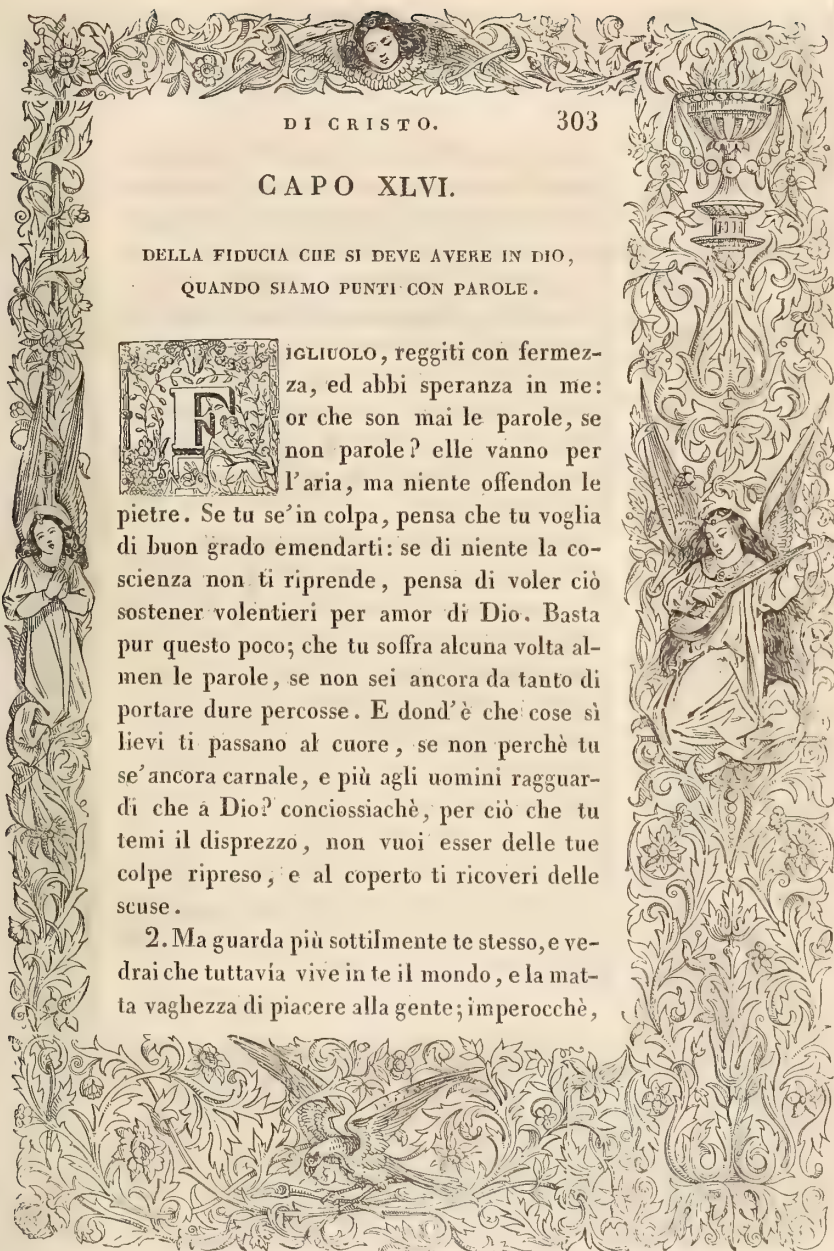 DI CRISTO. 303
CAPO XLVI.
DELLA FIDUCIA CHE SI DEVE AVERE IN DIO,
QUANDO SIAMO PUNTI CON PAROLE.
FIGLIUOLO, reggiti con fermez-
za, ed abbi speranza in me:
or che son mai le parole, se
non parole? elle vanno per
l'aria, ma niente offendon le
pietre. Se tu se' in colpa, pensa che tu voglia
di buon grado emendarti: se di niente la co-
scienza non ti riprende, pensa di voler ciò
sostener volentieri per amor di Dio. Basta
pur questo poco; che tu soffra alcuna volta al-
men le parole, se non sei ancora da tanto di
portare dure percosse. E dond'è che cose sì
lievi ti passano al cuore, se non perchè tu
se' ancora carnale, e più agli uomini ragguar-
di che a Dio? conciossiachè, per ciò che tu
temi il disprezzo, non vuoi esser delle tue
colpe ripreso, e al coperto ti ricoveri delle
scuse.
2. Ma guarda più sottilmente te stesso, e ve-
drai che tuttavía vive in te il mondo, e la mat-
ta vaghezza di piacere alla gente; imperocchè,